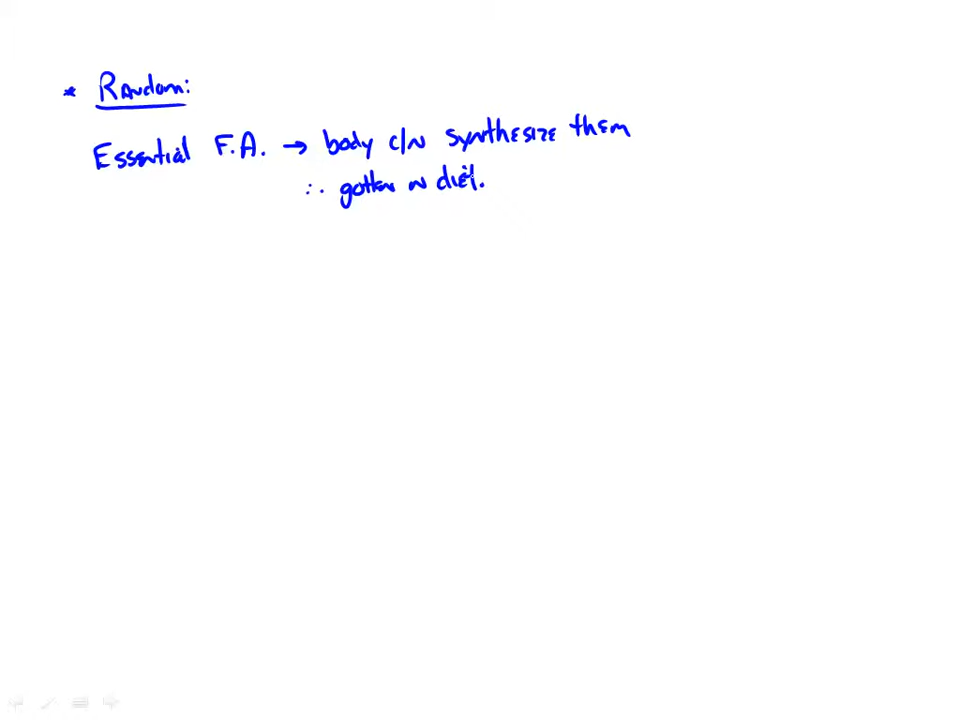 * Random:
Essential F.A. → body c/n synthesize them
∴ gotten in diet.